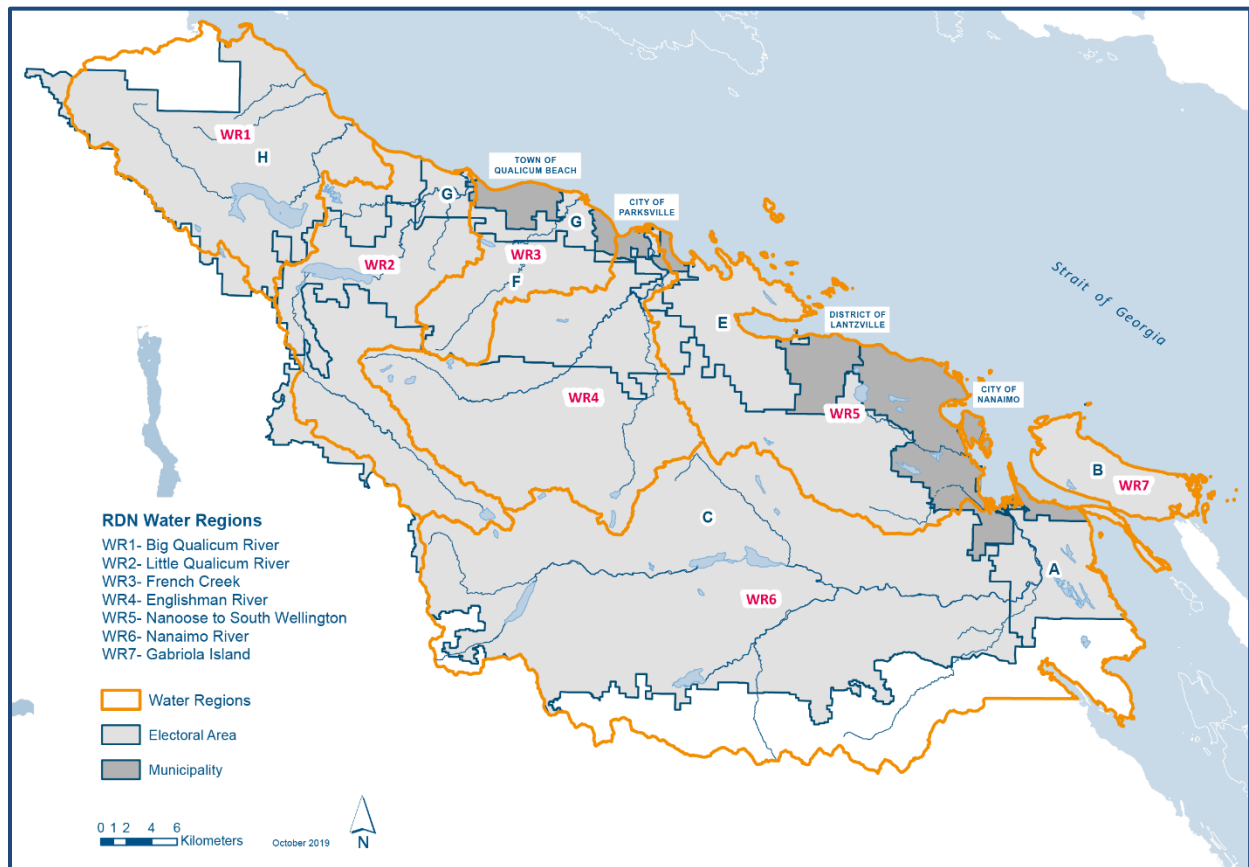 WR1
H
TOWN OF
QUALICUM BEACH
G
CITY OF
PARKSVILLE
G
WR2
WR3
F
Strait of Georgia
E
DISTRICT OF
LANTZVILLE
WR4
CITY OF
NANAIMO
WR5
B
WR7
C
A
WR6
RDN Water Regions
WR1- Big Qualicum River
WR2- Little Qualicum River
WR3- French Creek
WR4- Englishman River
WR5- Nanoose to South Wellington
WR6- Nanaimo River
WR7- Gabriola Island
Water Regions
Electoral Area
Municipality
0 1 2 4 6
Kilometers
October 2019
N